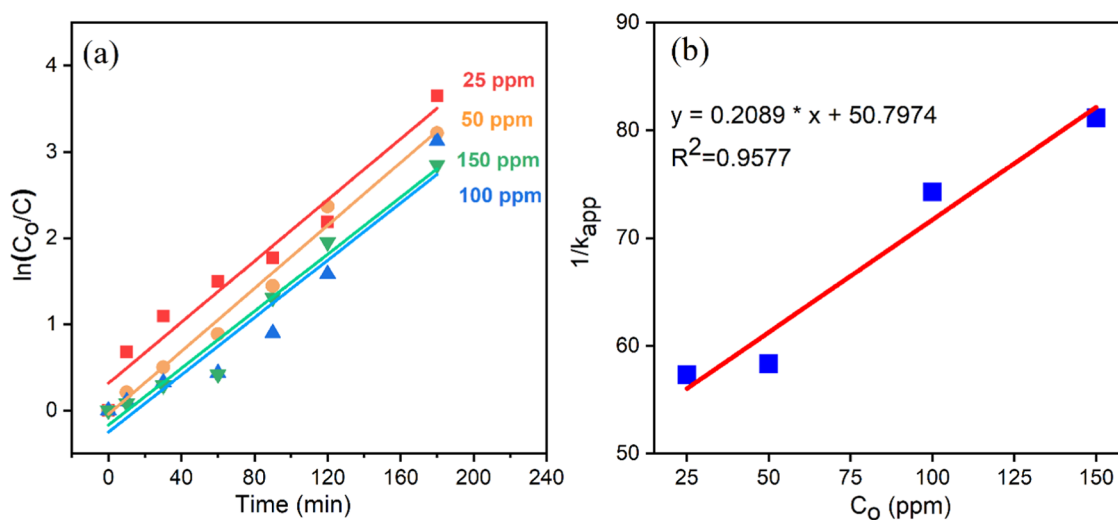 (a)
25 ppm
50 ppm
150 ppm
100 ppm
4
3
2
1
0
ln(Co/C)
0 40 80 120 160 200 240
Time (min)
(b)
y = 0.2089 * x + 50.7974
R²=0.9577
90
80
70
60
50
1/kapp
25 50 75 100 125 150
Co (ppm)